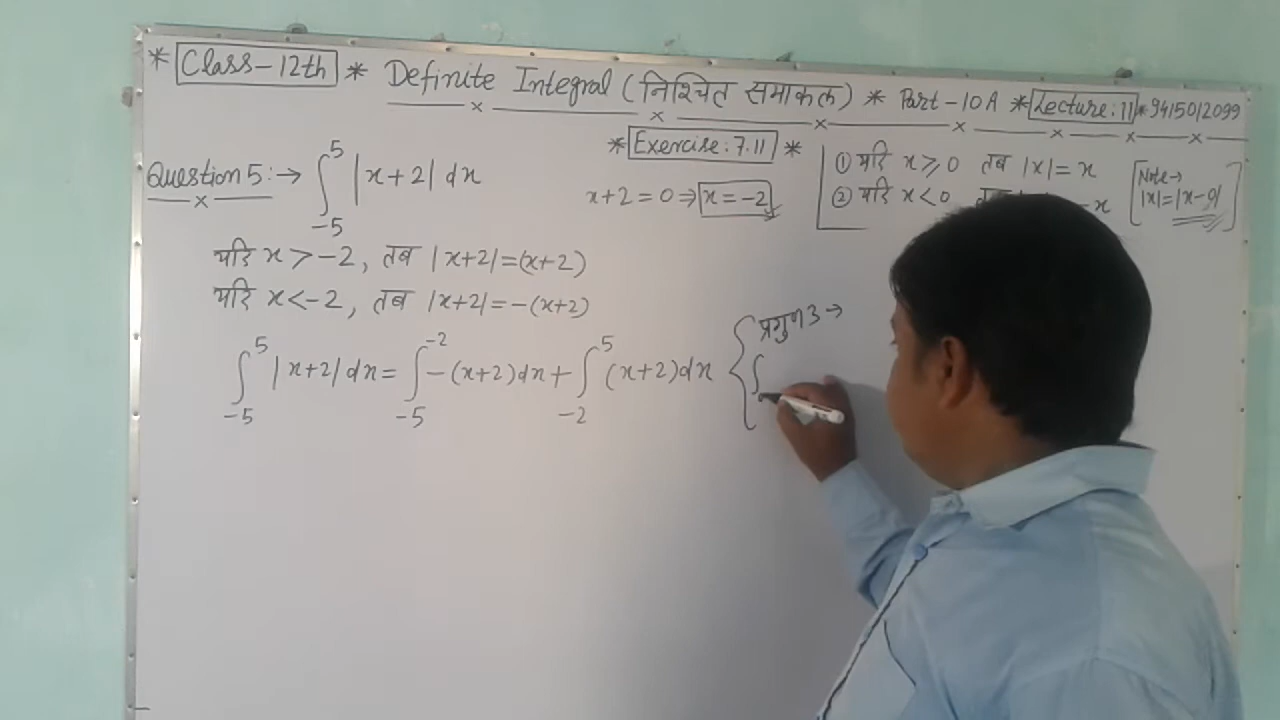 * Class-12th * Definite Integral (निश्चित समाकल) * Part-10A * Lecture: 11 * 9415012099
* Exercise: 7.11 *
Question 5: → ∫_{-5}^{5} |x+2| dx
x+2=0 ⇒ x=-2
① यदि x ≥ 0 तब |x| = x
② यदि x < 0 - x
Note →
|x| = |x-0|
यदि x > -2, तब |x+2| = (x+2)
यदि x < -2, तब |x+2| = -(x+2)
∫_{-5}^{5} |x+2| dx = ∫_{-5}^{-2} -(x+2) dx + ∫_{-2}^{5} (x+2) dx
{ प्रगुण 3 →
∫